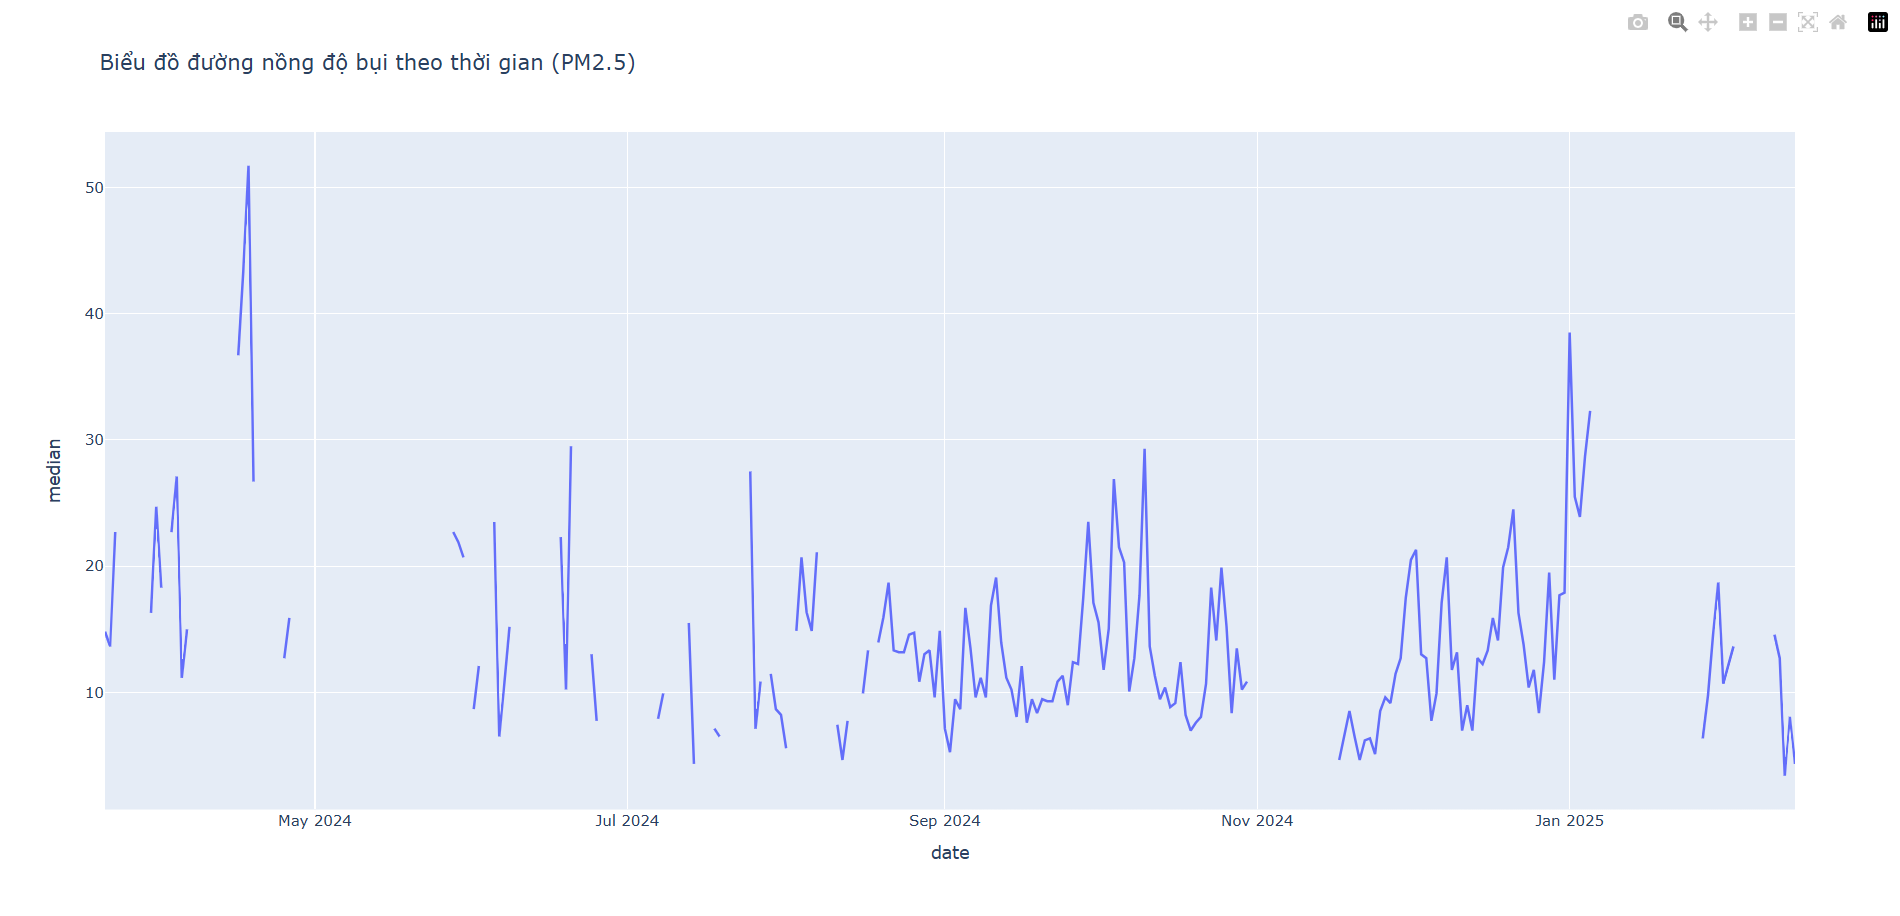 Biểu đồ đường nồng độ bụi theo thời gian (PM2.5)
50
40
30
20
10
median
May 2024
Jul 2024
Sep 2024
Nov 2024
Jan 2025
date